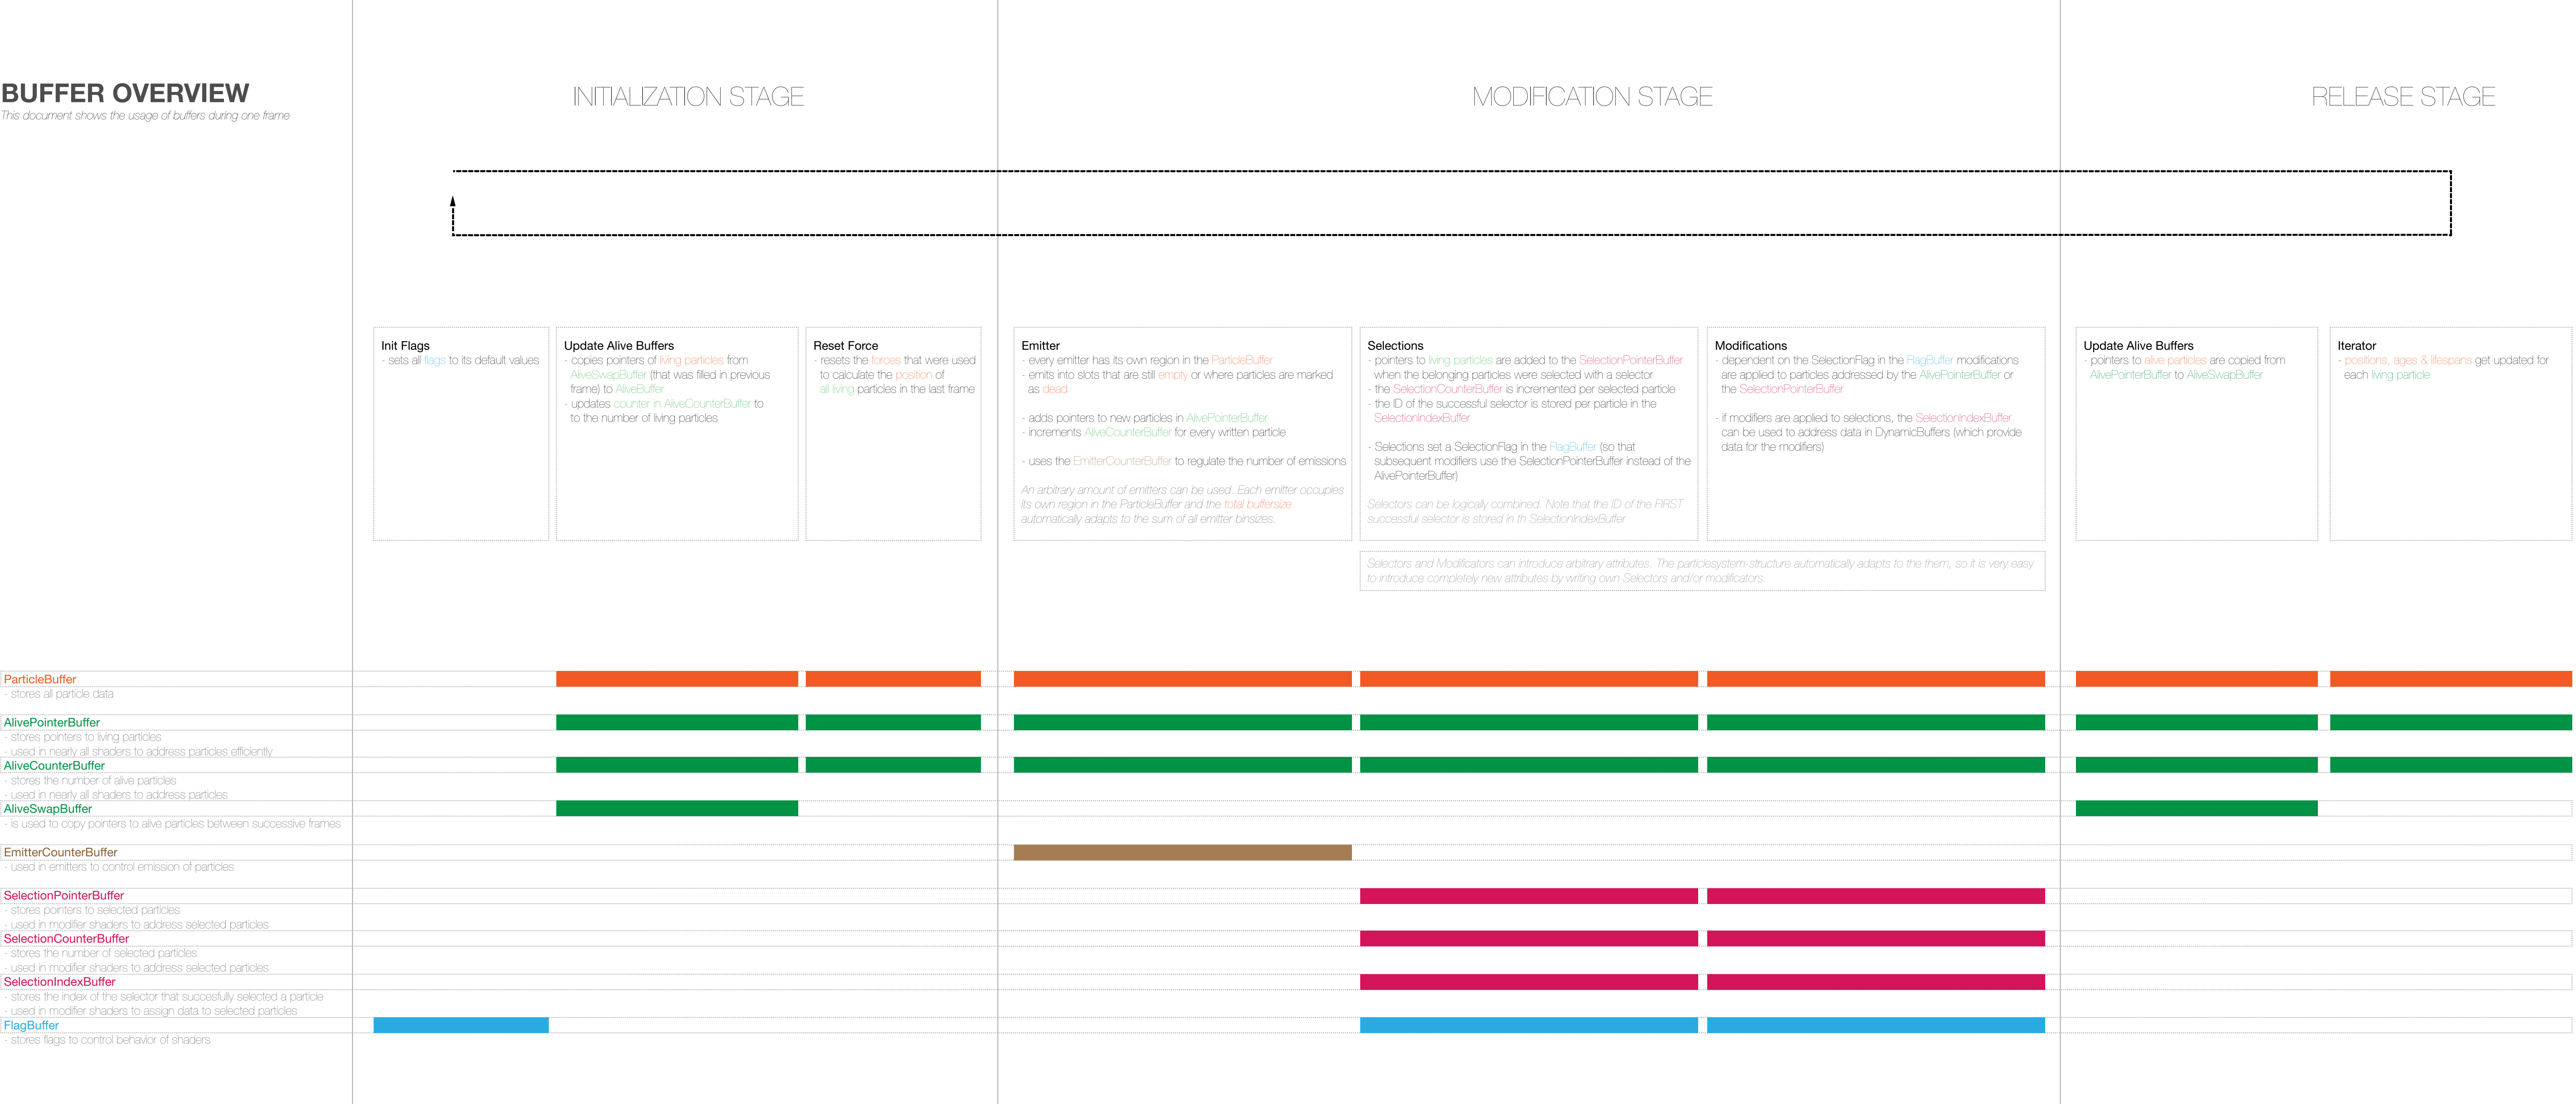 BUFFER OVERVIEW
This document shows the usage of buffers during one frame
INITIALIZATION STAGE
MODIFICATION STAGE
RELEASE STAGE
Init Flags
- sets all flags to its default values
Update Alive Buffers
- copies pointers of living particles from
AliveSwapBuffer (that was filled in previous
frame) to AliveBuffer
- updates counter in AliveCounterBuffer to
to the number of living particles
Reset Force
- resets the forces that were used
to calculate the position of
all living particles in the last frame
Emitter
- every emitter has its own region in the ParticleBuffer
- emits into slots that are still empty or where particles are marked
as dead
- adds pointers to new particles in AlivePointerBuffer
- increments AliveCounterBuffer for every written particle
- uses the EmitterCounterBuffer to regulate the number of emissions
An arbitrary amount of emitters can be used. Each emitter occupies
its own region in the ParticleBuffer and the total buffersize
automatically adapts to the sum of all emitter binsizes.
Selections
- pointers to living particles are added to the SelectionPointerBuffer
when the belonging particles were selected with a selector
- the SelectionCounterBuffer is incremented per selected particle
- the ID of the successful selector is stored per particle in the
SelectionIndexBuffer
- Selections set a SelectionFlag in the FlagBuffer (so that
subsequent modifiers use the SelectionPointerBuffer instead of the
AlivePointerBuffer)
Selectors can be logically combined. Note that the ID of the FIRST
successful selector is stored in th SelectionIndexBuffer
Modifications
- dependent on the SelectionFlag in the FlagBuffer modifications
are applied to particles addressed by the AlivePointerBuffer or
the SelectionPointerBuffer
- if modifiers are applied to selections, the SelectionIndexBuffer
can be used to address data in DynamicBuffers (which provide
data for the modifiers)
Selectors and Modificators can introduce arbitrary attributes. The particlesystem-structure automatically adapts to the them, so it is very easy
to introduce completely new attributes by writing own Selectors and/or modificators.
Update Alive Buffers
- pointers to alive particles are copied from
AlivePointerBuffer to AliveSwapBuffer
Iterator
- positions, ages & lifespans get updated for
each living particle
ParticleBuffer
- stores all particle data
AlivePointerBuffer
- stores pointers to living particles
- used in nearly all shaders to address particles efficiently
AliveCounterBuffer
- stores the number of alive particles
- used in nearly all shaders to address particles
AliveSwapBuffer
- is used to copy pointers to alive particles between successive frames
EmitterCounterBuffer
- used in emitters to control emission of particles
SelectionPointerBuffer
- stores pointers to selected particles
- used in modifier shaders to address selected particles
SelectionCounterBuffer
- stores the number of selected particles
- used in modifier shaders to address selected particles
SelectionIndexBuffer
- stores the index of the selector that succesfully selected a particle
- used in modifier shaders to assign data to selected particles
FlagBuffer
- stores flags to control behavior of shaders